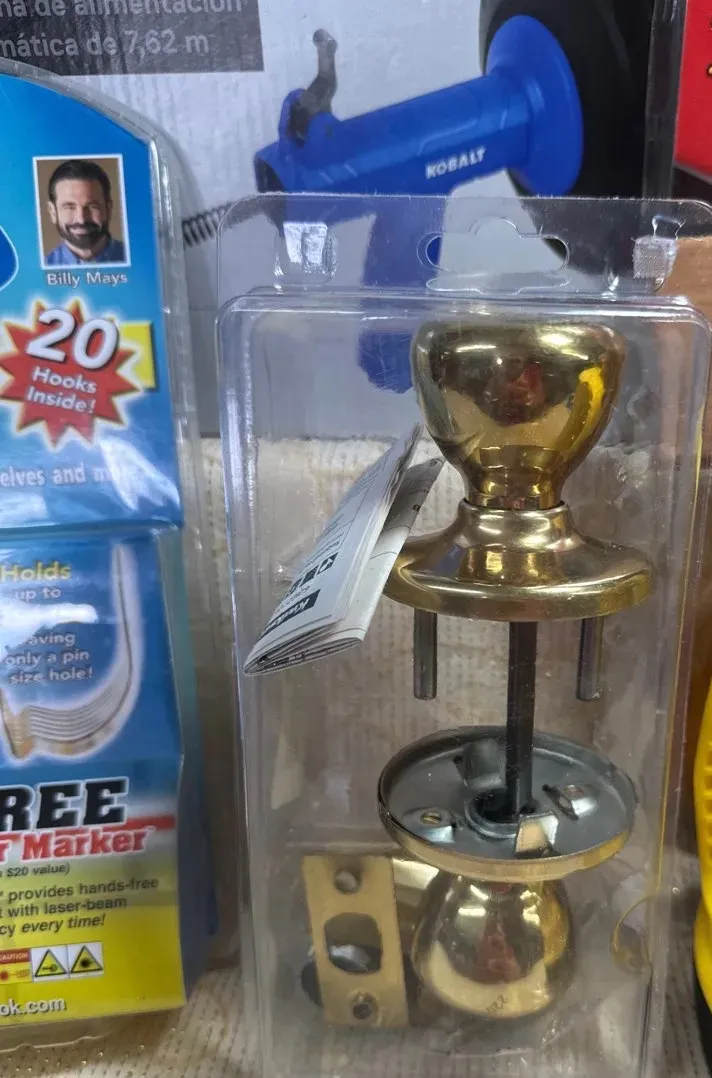 de alimentación
mática de 7,62 m
KOBALT
Billy Mays
20
Hooks
Inside!
elves and m
Holds
up to
aving
only a pin
size hole!
REE
r Marker
$20 value)
provides hands-free
t with laser-beam
cy every time!
CAUTION
ok.com